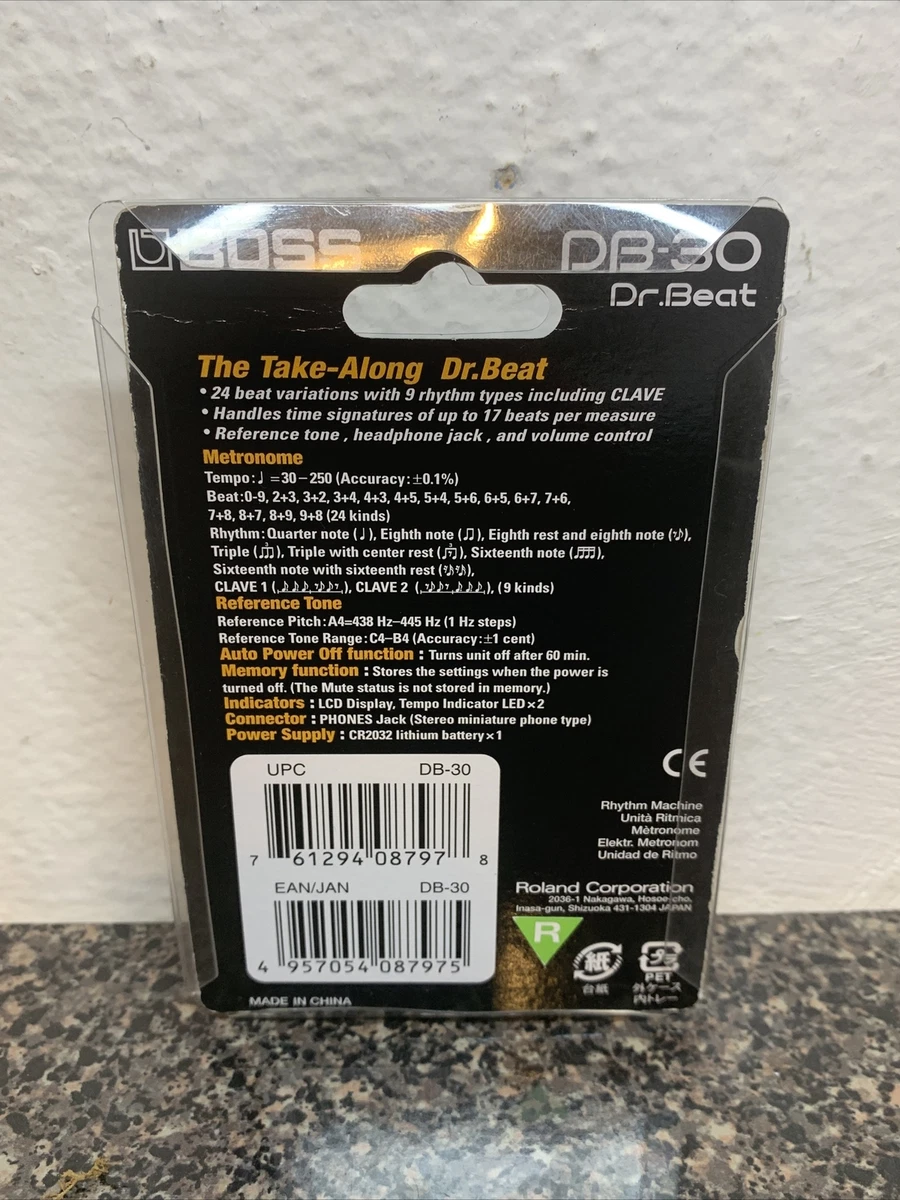 BOSS
DB-30
Dr.Beat
The Take-Along Dr.Beat
• 24 beat variations with 9 rhythm types including CLAVE
• Handles time signatures of up to 17 beats per measure
• Reference tone , headphone jack , and volume control
Metronome
Tempo:♩=30−250 (Accuracy:±0.1%)
Beat:0-9, 2+3, 3+2, 3+4, 4+3, 4+5, 5+4, 5+6, 6+5, 6+7, 7+6,
7+8, 8+7, 8+9, 9+8 (24 kinds)
Rhythm:Quarter note (♩), Eighth note (♫), Eighth rest and eighth note (𝄾♪),
Triple (), Triple with center rest (), Sixteenth note (),
Sixteenth note with sixteenth rest (),
CLAVE 1 (), CLAVE 2 (), (9 kinds)
Reference Tone
Reference Pitch:A4=438 Hz–445 Hz (1 Hz steps)
Reference Tone Range:C4–B4 (Accuracy:±1 cent)
Auto Power Off function : Turns unit off after 60 min.
Memory function : Stores the settings when the power is
turned off. (The Mute status is not stored in memory.)
Indicators : LCD Display, Tempo Indicator LED×2
Connector : PHONES Jack (Stereo miniature phone type)
Power Supply : CR2032 lithium battery×1
UPC DB-30
7 61294 08797 8
EAN/JAN DB-30
4 957054 087975
MADE IN CHINA
CE
Rhythm Machine
Unità Ritmica
Mètronome
Elektr. Metronom
Unidad de Ritmo
Roland Corporation
2036-1 Nakagawa, Hosoe-cho,
Inasa-gun, Shizuoka 431-1304 JAPAN
R
紙
台紙
プラ
PET
外ケース
内トレー